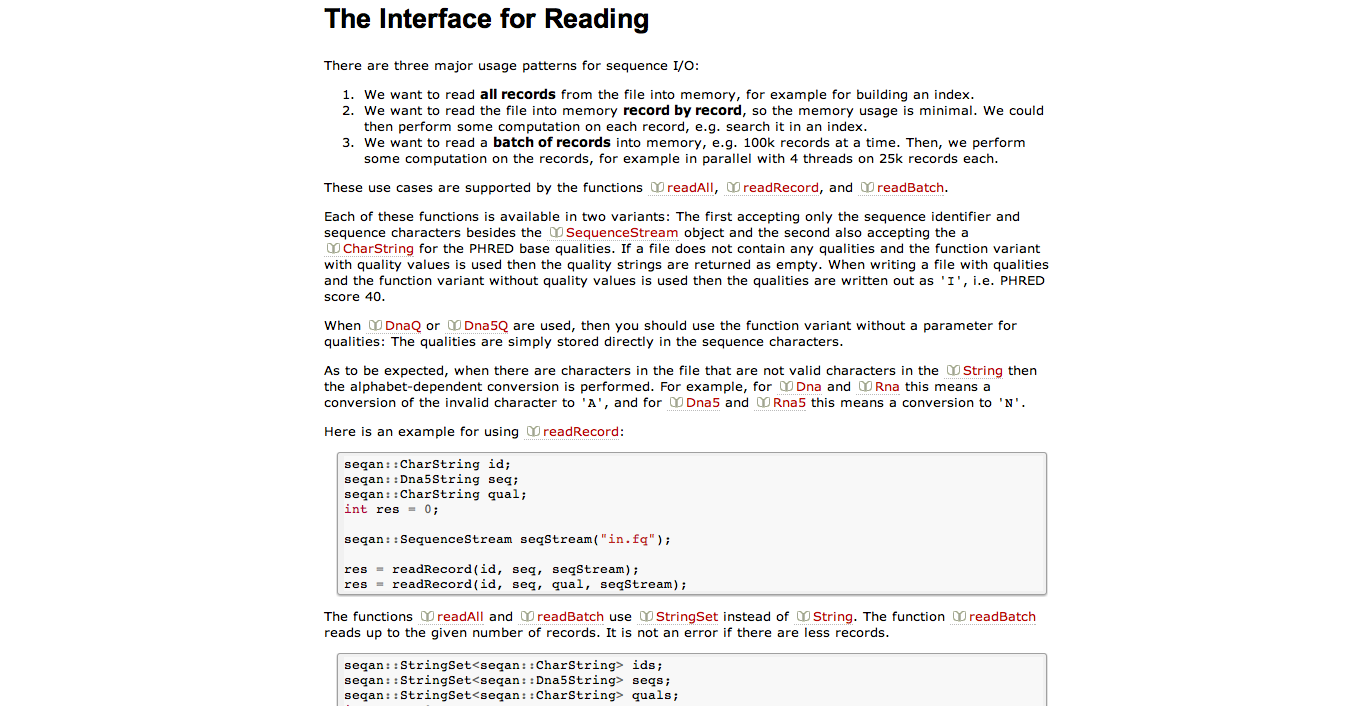 The Interface for Reading
There are three major usage patterns for sequence I/O:
1. We want to read all records from the file into memory, for example for building an index.
2. We want to read the file into memory record by record, so the memory usage is minimal. We could
then perform some computation on each record, e.g. search it in an index.
3. We want to read a batch of records into memory, e.g. 100k records at a time. Then, we perform
some computation on the records, for example in parallel with 4 threads on 25k records each.
These use cases are supported by the functions readAll, readRecord, and readBatch.
Each of these functions is available in two variants: The first accepting only the sequence identifier and
sequence characters besides the SequenceStream object and the second also accepting the a
CharString for the PHRED base qualities. If a file does not contain any qualities and the function variant
with quality values is used then the quality strings are returned as empty. When writing a file with qualities
and the function variant without quality values is used then the qualities are written out as 'I', i.e. PHRED
score 40.
When DnaQ or Dna5Q are used, then you should use the function variant without a parameter for
qualities: The qualities are simply stored directly in the sequence characters.
As to be expected, when there are characters in the file that are not valid characters in the String then
the alphabet-dependent conversion is performed. For example, for Dna and Rna this means a
conversion of the invalid character to 'A', and for Dna5 and Rna5 this means a conversion to 'N'.
Here is an example for using readRecord:
seqan::CharString id;
seqan::Dna5String seq;
seqan::CharString qual;
int res = 0;
seqan::SequenceStream seqStream("in.fq");
res = readRecord(id, seq, seqStream);
res = readRecord(id, seq, qual, seqStream);
The functions readAll and readBatch use StringSet instead of String. The function readBatch
reads up to the given number of records. It is not an error if there are less records.
seqan::StringSet<seqan::CharString> ids;
seqan::StringSet<seqan::Dna5String> seqs;
seqan::StringSet<seqan::CharString> quals;